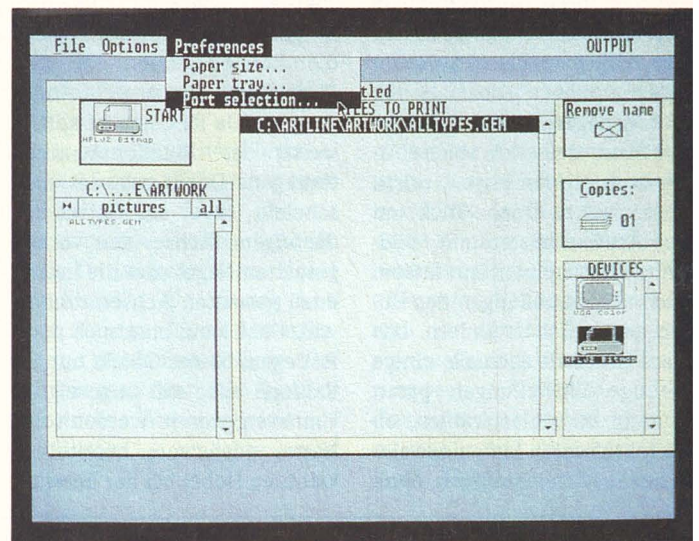 File Options Preferences OUTPUT
Paper size...
Paper tray...
Port selection...
tled
LES TO PRINT
START
HPLJ2 Bitmap
C:\ARTLINE\ARTWORK\ALLTYPES.GEM
Remove name
C:\...E\ARTWORK
pictures all
ALLTYPES.GEM
Copies:
01
DEVICES
VGA Color
HPLJ2 Bitmap